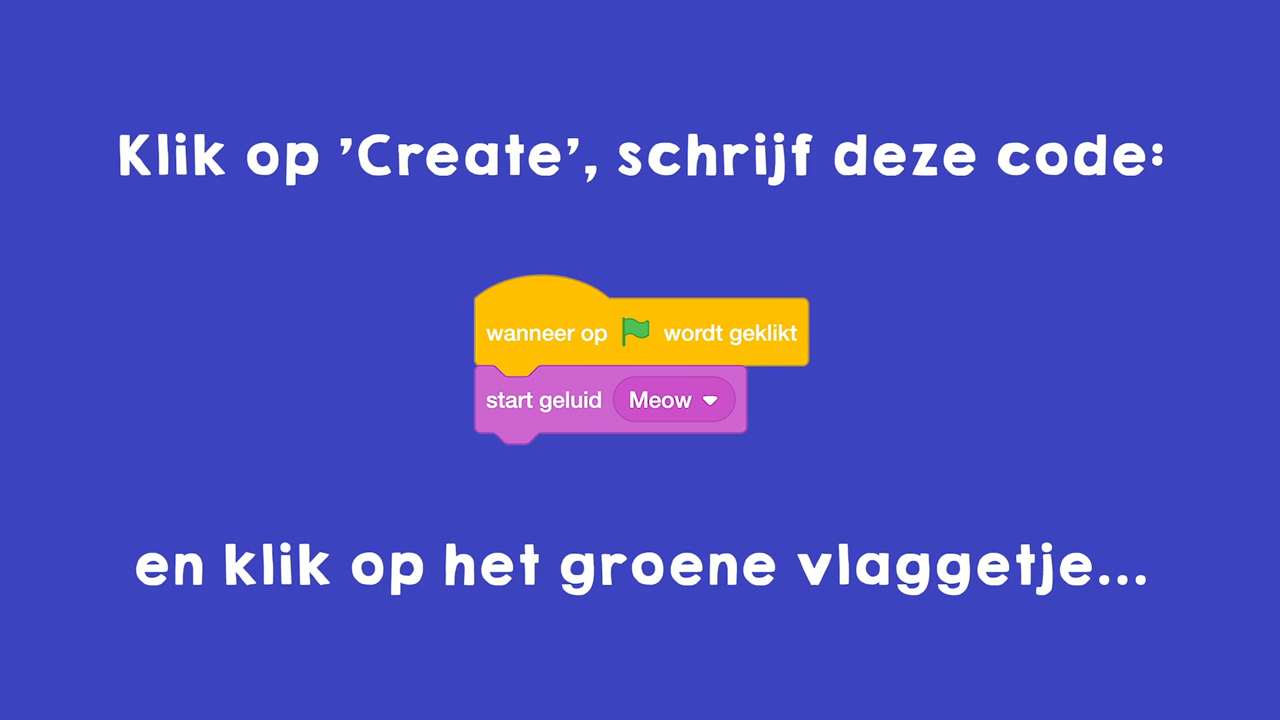 Klik op 'Create', schrijf deze code:
wanneer op wordt geklikt
start geluid Meow
en klik op het groene vlaggetje...